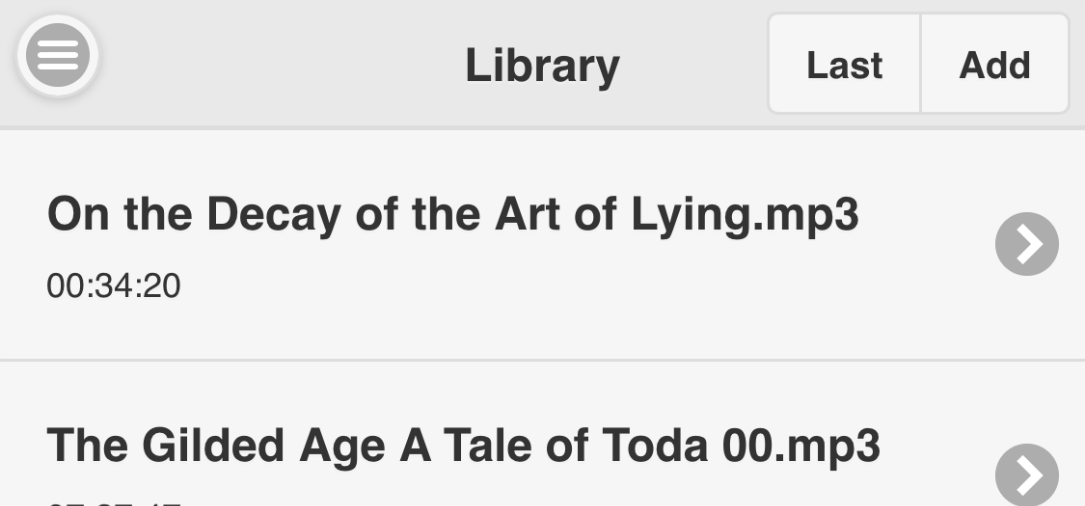 Library
Last
Add
On the Decay of the Art of Lying.mp3
00:34:20
The Gilded Age A Tale of Toda 00.mp3